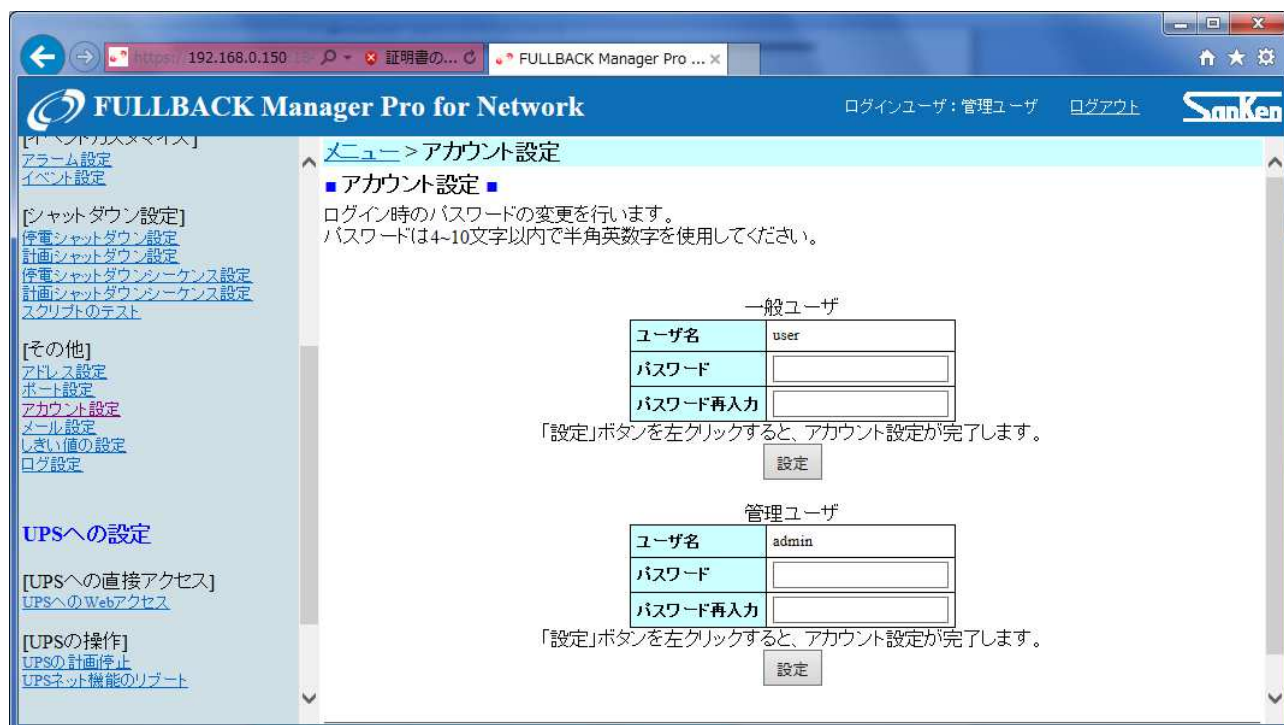 https://192.168.0.150
証明書の...
FULLBACK Manager Pro ...
FULLBACK Manager Pro for Network
ログインユーザ：管理ユーザ
ログアウト
SanKen
[イベントカスタマイズ]
アラーム設定
イベント設定
[シャットダウン設定]
停電シャットダウン設定
計画シャットダウン設定
停電シャットダウンシーケンス設定
計画シャットダウンシーケンス設定
スクリプトのテスト
[その他]
アドレス設定
ポート設定
アカウント設定
メール設定
しきい値の設定
ログ設定
UPSへの設定
[UPSへの直接アクセス]
UPSへのWebアクセス
[UPSの操作]
UPSの計画停止
UPSネット機能のリブート
メニュー > アカウント設定
■ アカウント設定 ■
ログイン時のパスワードの変更を行います。
パスワードは4~10文字以内で半角英数字を使用してください。
一般ユーザ
ユーザ名 user
パスワード
パスワード再入力
「設定」ボタンを左クリックすると、アカウント設定が完了します。
設定
管理ユーザ
ユーザ名 admin
パスワード
パスワード再入力
「設定」ボタンを左クリックすると、アカウント設定が完了します。
設定